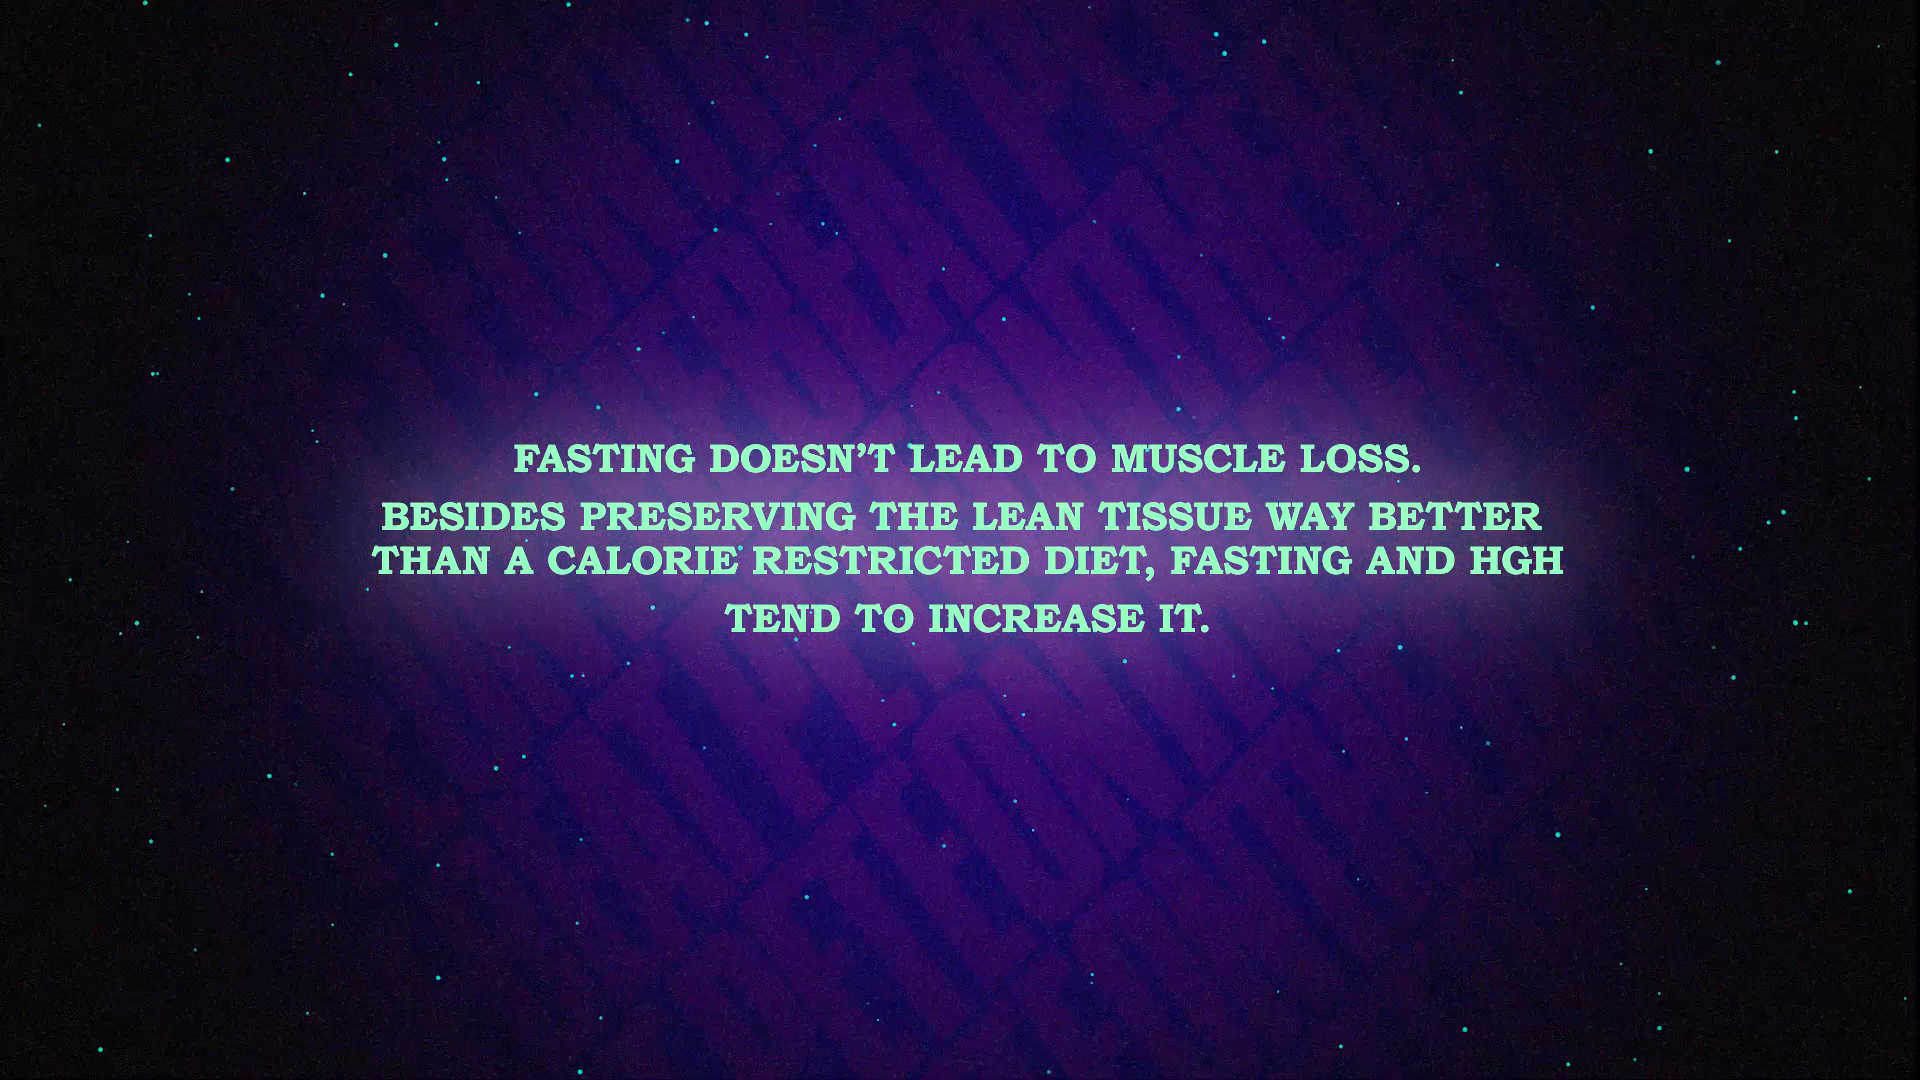 FASTING DOESN’T LEAD TO MUSCLE LOSS.
BESIDES PRESERVING THE LEAN TISSUE WAY BETTER
THAN A CALORIE RESTRICTED DIET, FASTING AND HGH
TEND TO INCREASE IT.